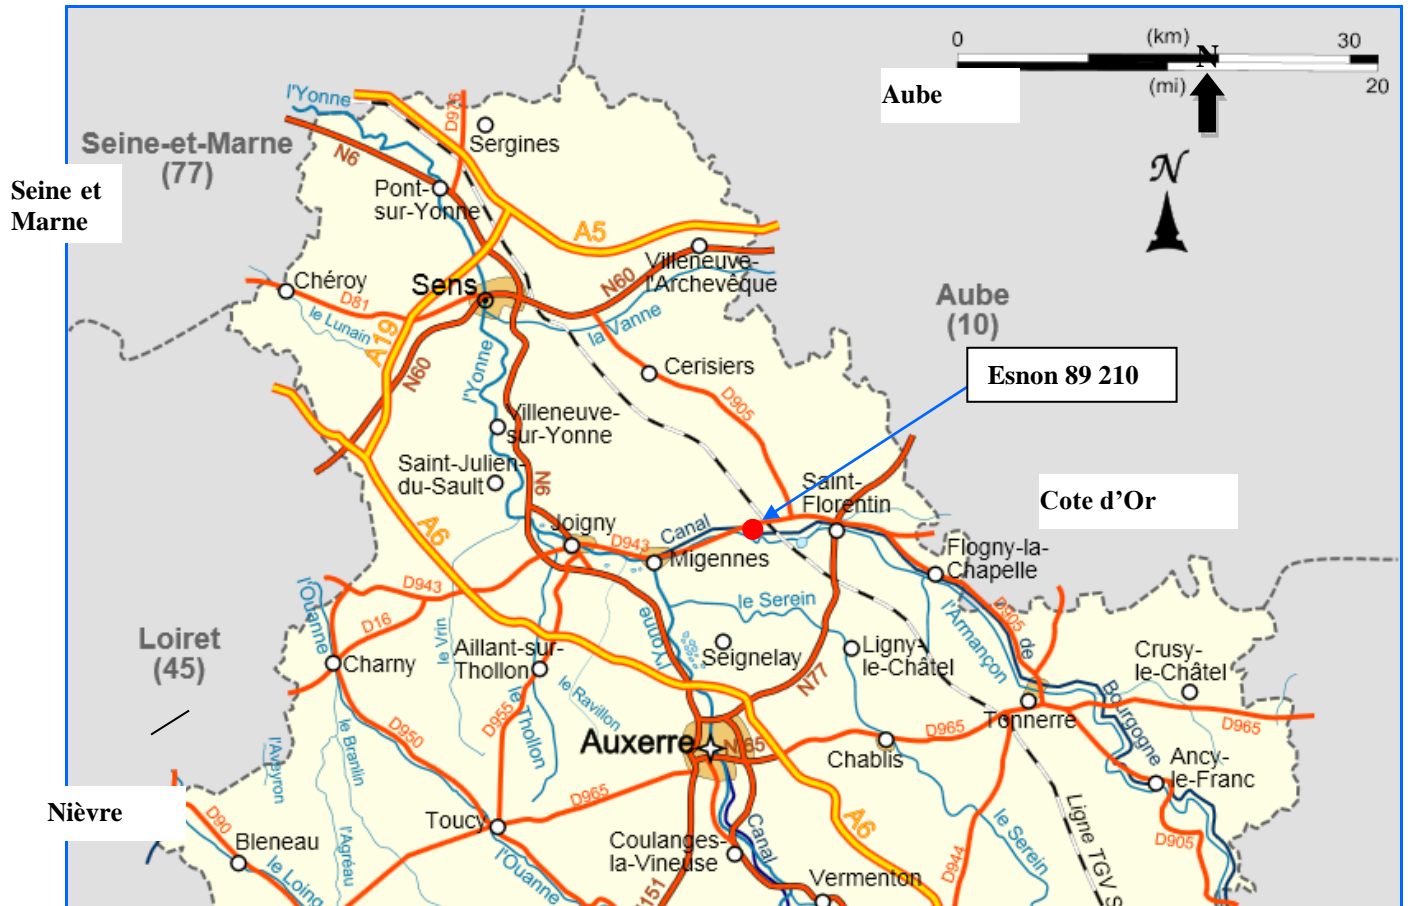 0
(km)
30
N
(mi)
20
Aube
l'Yonne
D976
Sergines
Seine-et-Marne
(77)
N6
Seine et
Marne
Pont-
sur-Yonne
A5
Villeneuve-
l'Archevêque
N60
Chéroy
D81
Sens
le Lunain
A19
la Vanne
Aube
(10)
N
N60
l'Yonne
Cerisiers
D905
Esnon 89 210
Villeneuve-
sur-Yonne
Saint-Julien-
du-Sault
N6
Saint-
Florentin
Cote d'Or
A6
Joigny
D943
Canal
Migennes
Flogny-la-
Chapelle
l'Ouanne
D943
D16
le Vrin
le Serein
l'Armançon
D905
de
Loiret
(45)
Charny
Aillant-sur-
Thollon
l'Yonne
Seignelay
Ligny-
le-Châtel
Crusy-
le-Châtel
N77
le Ravillon
le Tholon
D955
D950
le Branlin
l'Aveyron
Auxerre
N65
D965
Chablis
Tonnerre
Bourgogne
D965
Ancy-
le-Franc
Nièvre
D90
Bleneau
le Loing
l'Agréau
Toucy
D965
l'Ouanne
Coulanges-
la-Vineuse
Canal
A6
Vermenton
N151
D944
le Serein
Ligne TGV S
D905